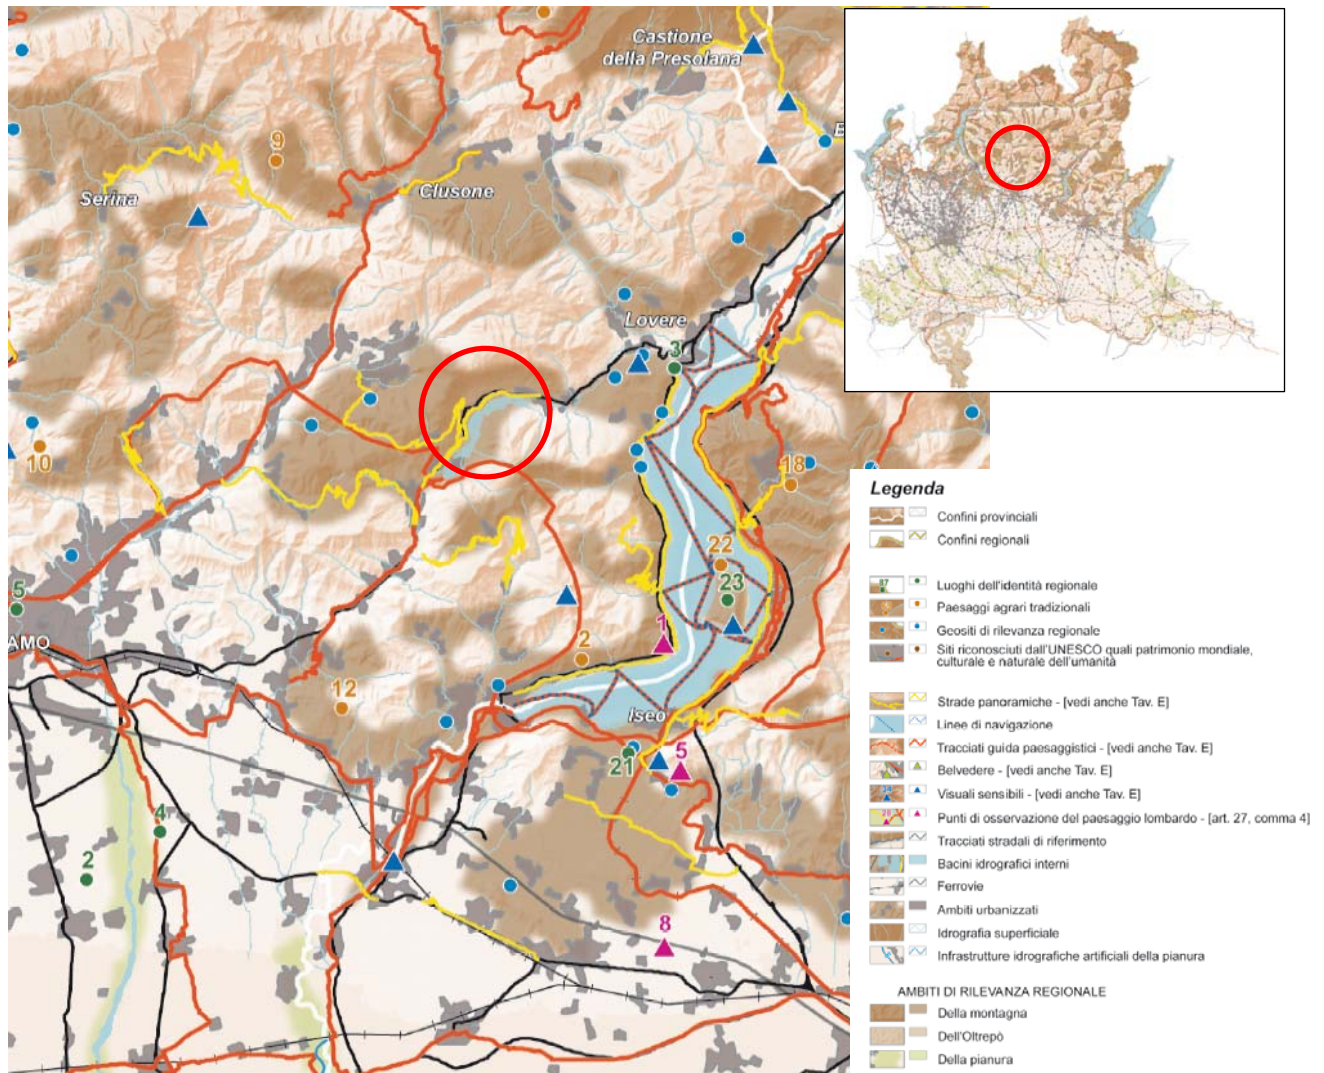 Castione
della Presolana
9
Serina
Clusone
Lovere
3
10
18
22
23
5
AMO
1
2
12
Iseo
21
5
4
2
8
Legenda
Confini provinciali
Confini regionali
Luoghi dell'identità regionale
Paesaggi agrari tradizionali
Geositi di rilevanza regionale
Siti riconosciuti dall'UNESCO quali patrimonio mondiale,
culturale e naturale dell'umanità
Strade panoramiche - [vedi anche Tav. E]
Linee di navigazione
Tracciati guida paesaggistici - [vedi anche Tav. E]
Belvedere - [vedi anche Tav. E]
Visuali sensibili - [vedi anche Tav. E]
Punti di osservazione del paesaggio lombardo - [art. 27, comma 4]
Tracciati stradali di riferimento
Bacini idrografici interni
Ferrovie
Ambiti urbanizzati
Idrografia superficiale
Infrastrutture idrografiche artificiali della pianura
AMBITI DI RILEVANZA REGIONALE
Della montagna
Dell'Oltrepò
Della pianura